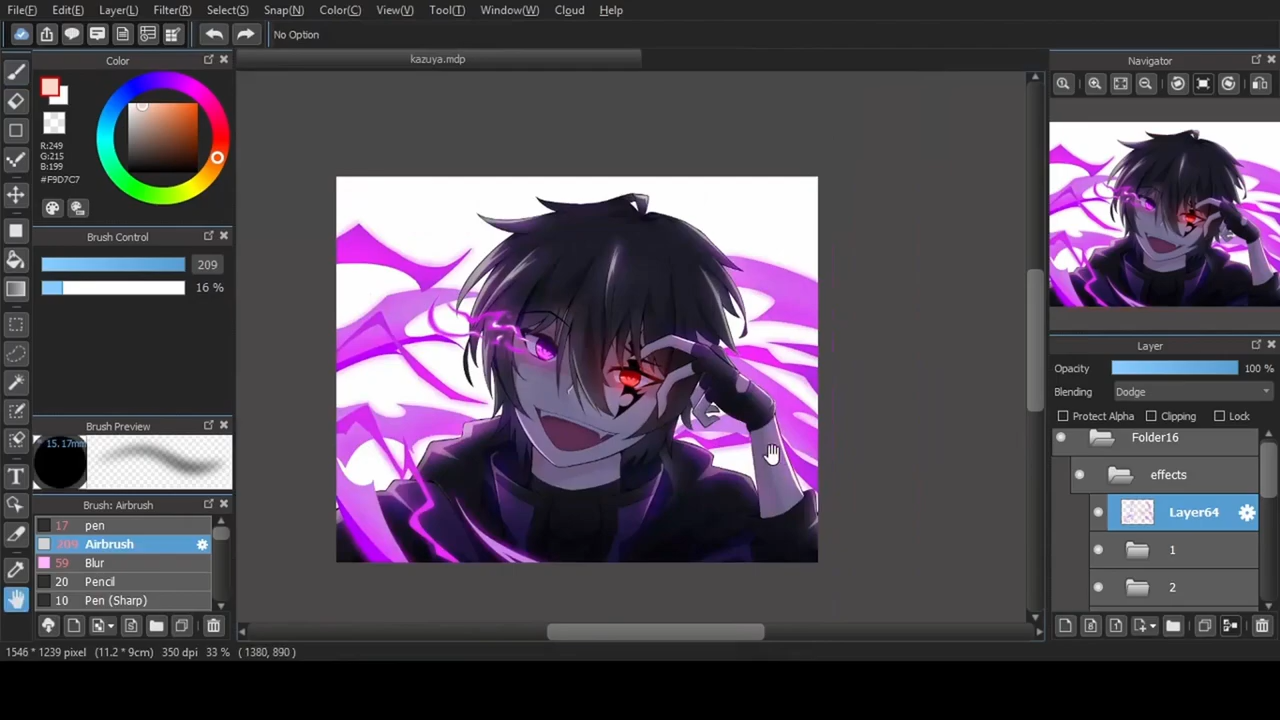 File(F) Edit(E) Layer(L) Filter(R) Select(S) Snap(N) Color(C) View(V) Tool(T) Window(W) Cloud Help
No Option
Color
kazuya.mdp
Navigator
R:249
G:215
B:199
#F9D7C7
Brush Control
209
16 %
Layer
Opacity 100 %
Blending Dodge
Protect Alpha Clipping Lock
Folder16
effects
Layer64
1
2
Brush Preview
15.17mm
Brush: Airbrush
17 pen
209 Airbrush
59 Blur
20 Pencil
10 Pen (Sharp)
T
1546 * 1239 pixel (11.2 * 9cm) 350 dpi 33 % ( 1380, 890 )